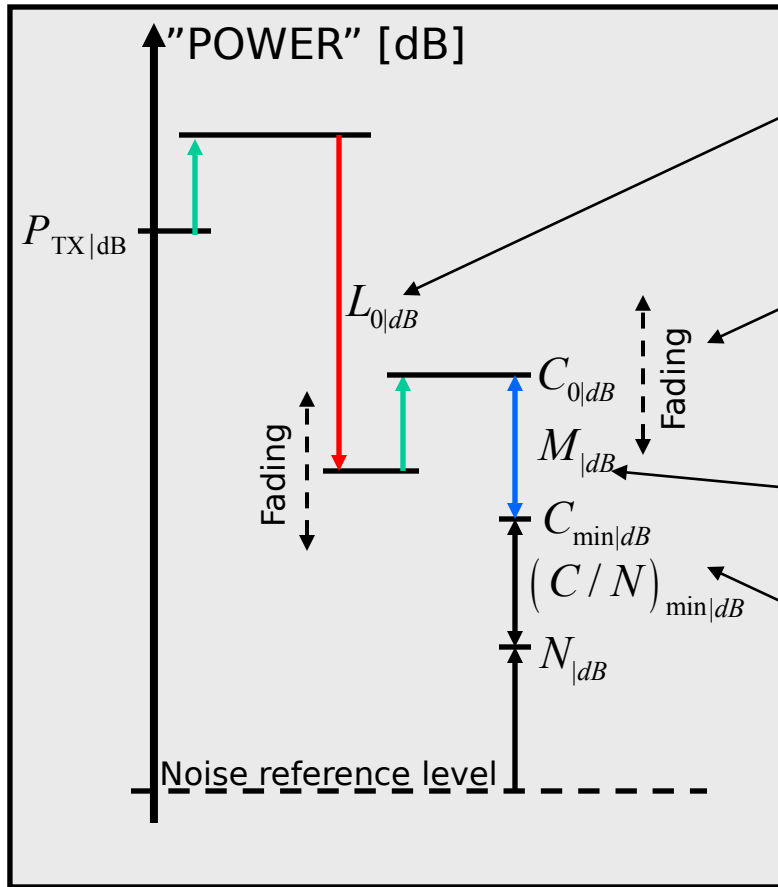 ”POWER” [dB]
P_TX|dB
L_0|dB
Fading
C_0|dB
Fading
M_|dB
C_min|dB
(C / N)_min|dB
N_|dB
Noise reference level